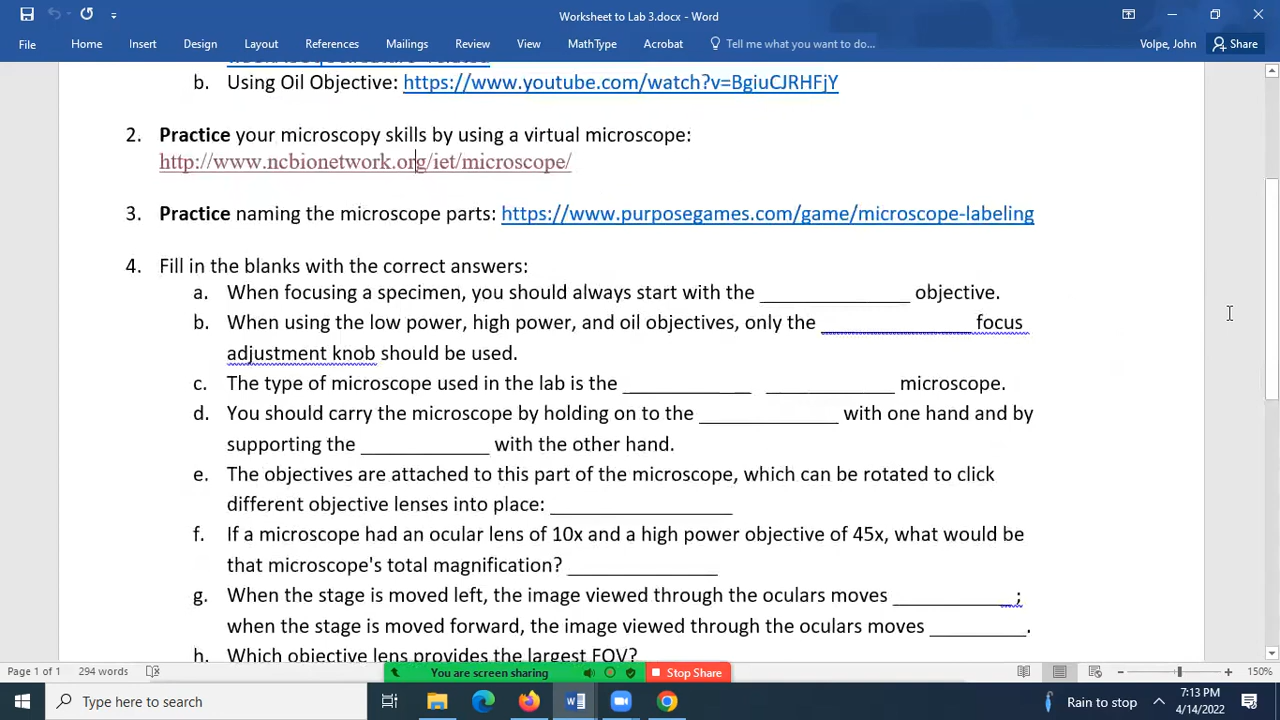 Worksheet to Lab 3.docx - Word
File Home Insert Design Layout References Mailings Review View MathType Acrobat Tell me what you want to do... Volpe, John Share
b. Using Oil Objective: https://www.youtube.com/watch?v=BgiuCJRHFjY
2. Practice your microscopy skills by using a virtual microscope:
http://www.ncbionetwork.org/iet/microscope/
3. Practice naming the microscope parts: https://www.purposegames.com/game/microscope-labeling
4. Fill in the blanks with the correct answers:
a. When focusing a specimen, you should always start with the ______________ objective.
b. When using the low power, high power, and oil objectives, only the ______________ focus
adjustment knob should be used.
c. The type of microscope used in the lab is the ____________ ____________ microscope.
d. You should carry the microscope by holding on to the _____________ with one hand and by
supporting the ____________ with the other hand.
e. The objectives are attached to this part of the microscope, which can be rotated to click
different objective lenses into place: _________________
f. If a microscope had an ocular lens of 10x and a high power objective of 45x, what would be
that microscope's total magnification? ______________
g. When the stage is moved left, the image viewed through the oculars moves ___________ ;
when the stage is moved forward, the image viewed through the oculars moves _________.
h. Which objective lens provides the largest FOV?
You are screen sharing Stop Share
Page 1 of 1 294 words 150%
Type here to search
Rain to stop
7:13 PM
4/14/2022